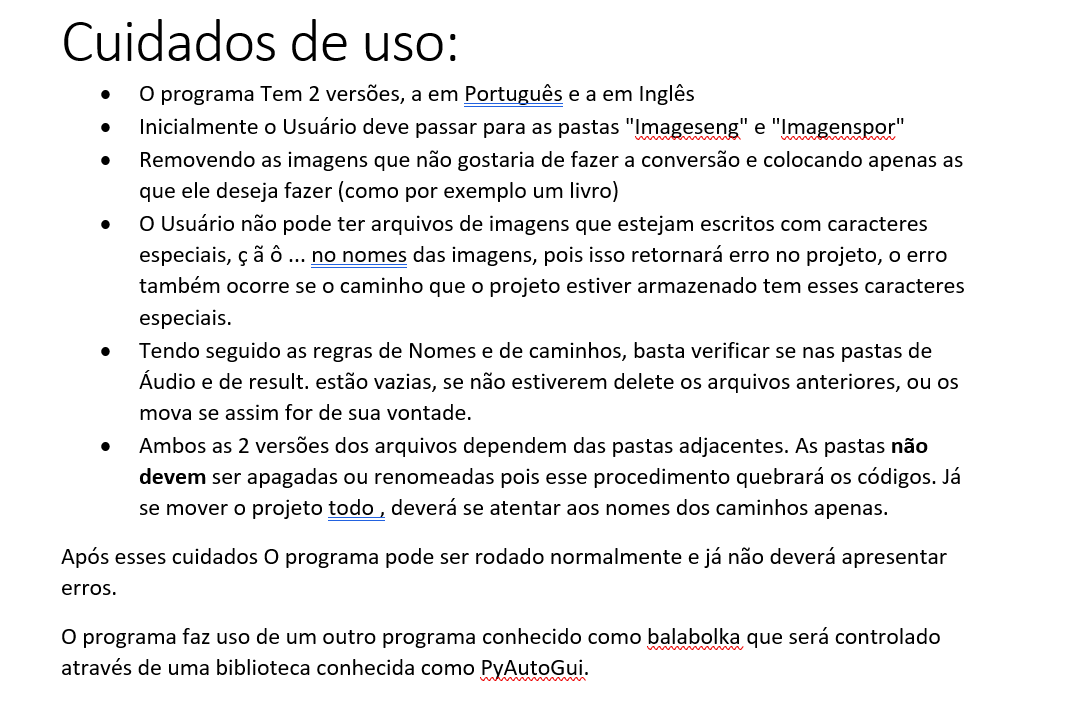 Cuidados de uso:
• O programa Tem 2 versões, a em Português e a em Inglês
• Inicialmente o Usuário deve passar para as pastas "Imageseng" e "Imagenspor"
• Removendo as imagens que não gostaria de fazer a conversão e colocando apenas as
que ele deseja fazer (como por exemplo um livro)
• O Usuário não pode ter arquivos de imagens que estejam escritos com caracteres
especiais, ç ã ô ... no nomes das imagens, pois isso retornará erro no projeto, o erro
também ocorre se o caminho que o projeto estiver armazenado tem esses caracteres
especiais.
• Tendo seguido as regras de Nomes e de caminhos, basta verificar se nas pastas de
Áudio e de result. estão vazias, se não estiverem delete os arquivos anteriores, ou os
mova se assim for de sua vontade.
• Ambos as 2 versões dos arquivos dependem das pastas adjacentes. As pastas não
devem ser apagadas ou renomeadas pois esse procedimento quebrará os códigos. Já
se mover o projeto todo , deverá se atentar aos nomes dos caminhos apenas.
Após esses cuidados O programa pode ser rodado normalmente e já não deverá apresentar
erros.
O programa faz uso de um outro programa conhecido como balabolka que será controlado
através de uma biblioteca conhecida como PyAutoGui.